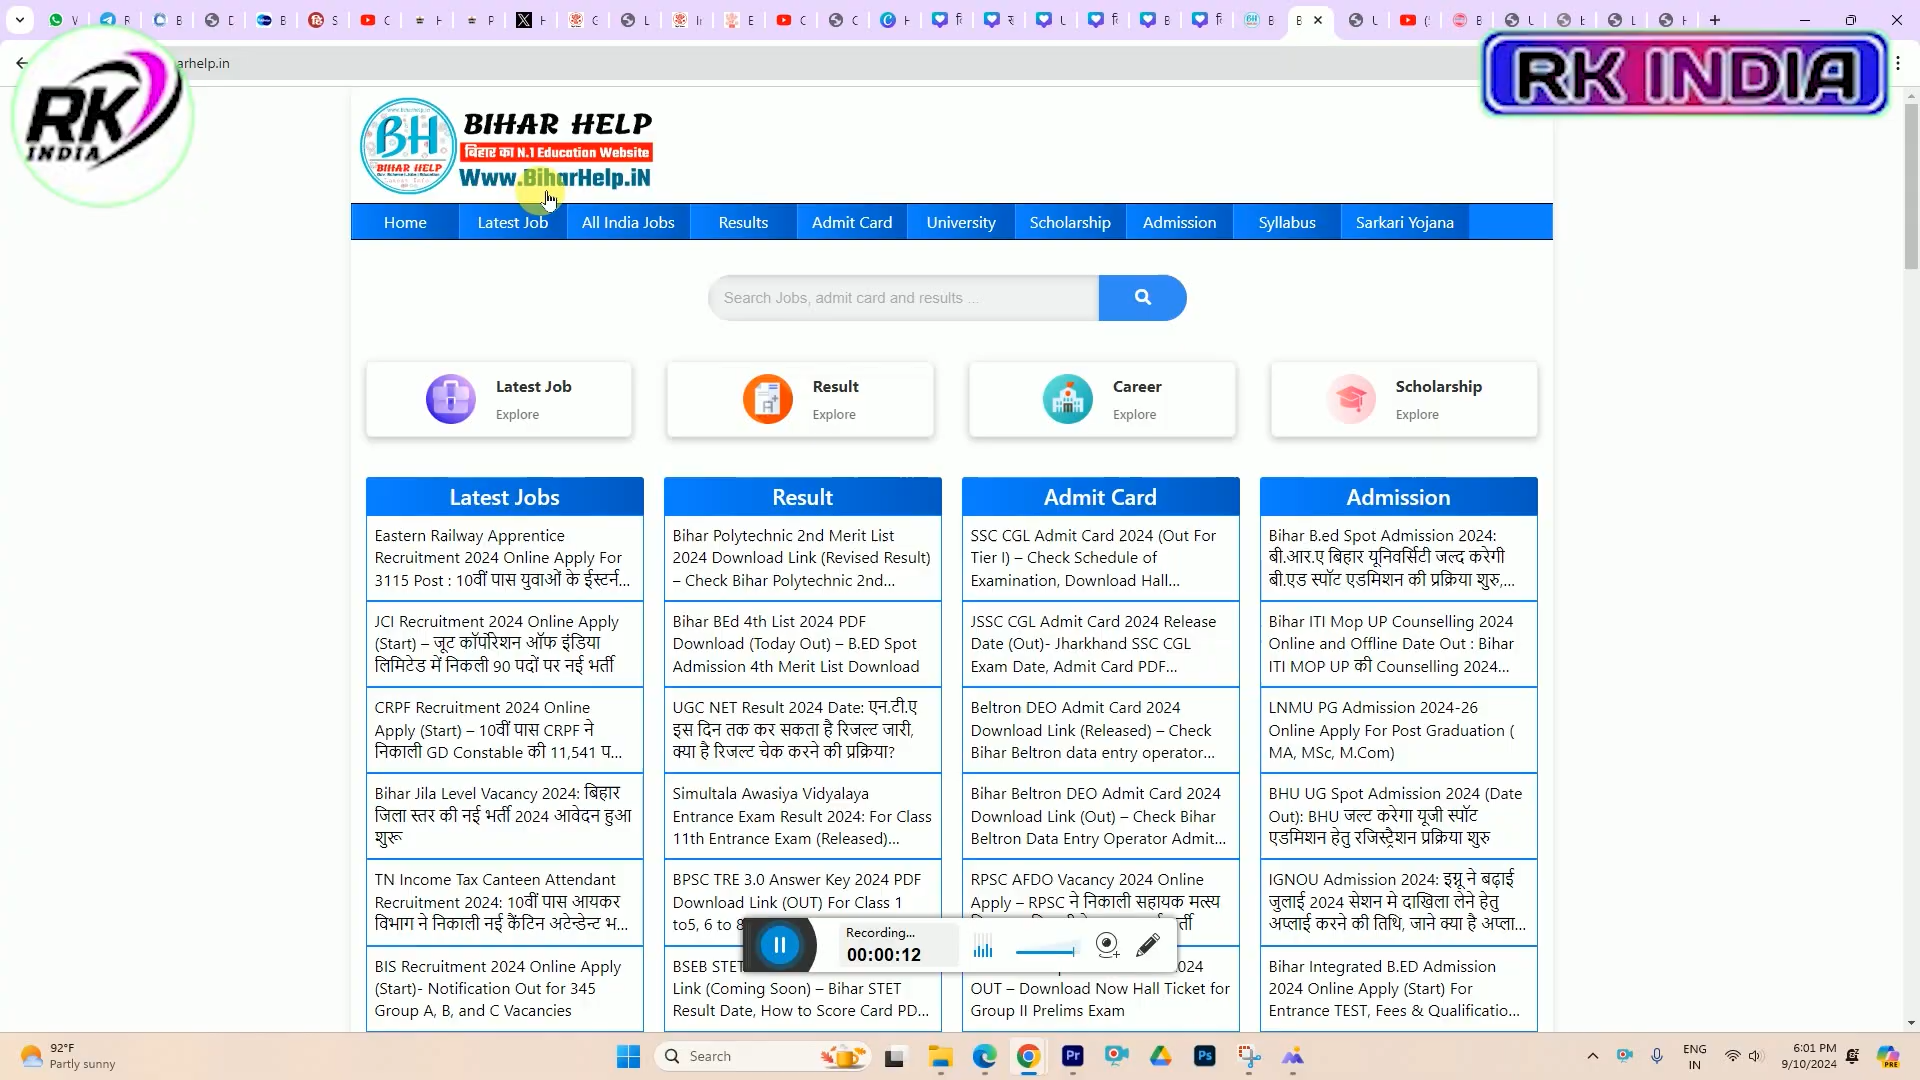 arhelp.in
RK
INDIA
RK INDIA
BH
BIHAR HELP
BIHAR HELP
बिहार का N.1 Education Website
Www.BiharHelp.iN
Home
Latest Job
All India Jobs
Results
Admit Card
University
Scholarship
Admission
Syllabus
Sarkari Yojana
Search Jobs, admit card and results ...
Latest Job
Explore
Result
Explore
Career
Explore
Scholarship
Explore
Latest Jobs
Eastern Railway Apprentice
Recruitment 2024 Online Apply For
3115 Post : 10वीं पास युवाओं के ईस्टर्न...
JCI Recruitment 2024 Online Apply
(Start) – जूट कॉर्पोरेशन ऑफ इंडिया
लिमिटेड में निकली 90 पदों पर नई भर्ती
CRPF Recruitment 2024 Online
Apply (Start) – 10वीं पास CRPF ने
निकाली GD Constable की 11,541 प...
Bihar Jila Level Vacancy 2024: बिहार
जिला स्तर की नई भर्ती 2024 आवेदन हुआ
शुरू
TN Income Tax Canteen Attendant
Recruitment 2024: 10वीं पास आयकर
विभाग ने निकाली नई कैंटिन अटेन्डेन्ट भ...
BIS Recruitment 2024 Online Apply
(Start)- Notification Out for 345
Group A, B, and C Vacancies
Result
Bihar Polytechnic 2nd Merit List
2024 Download Link (Revised Result)
– Check Bihar Polytechnic 2nd...
Bihar BEd 4th List 2024 PDF
Download (Today Out) – B.ED Spot
Admission 4th Merit List Download
UGC NET Result 2024 Date: एन.टी.ए
इस दिन तक कर सकता है रिजल्ट जारी,
क्या है रिजल्ट चेक करने की प्रक्रिया?
Simultala Awasiya Vidyalaya
Entrance Exam Result 2024: For Class
11th Entrance Exam (Released)...
BPSC TRE 3.0 Answer Key 2024 PDF
Download Link (OUT) For Class 1
to5, 6 to 8
BSEB STET
Link (Coming Soon) – Bihar STET
Result Date, How to Score Card PD...
Admit Card
SSC CGL Admit Card 2024 (Out For
Tier I) – Check Schedule of
Examination, Download Hall...
JSSC CGL Admit Card 2024 Release
Date (Out)- Jharkhand SSC CGL
Exam Date, Admit Card PDF...
Beltron DEO Admit Card 2024
Download Link (Released) – Check
Bihar Beltron data entry operator...
Bihar Beltron DEO Admit Card 2024
Download Link (Out) – Check Bihar
Beltron Data Entry Operator Admit...
RPSC AFDO Vacancy 2024 Online
Apply – RPSC ने निकाली सहायक मत्स्य
2024
OUT – Download Now Hall Ticket for
Group II Prelims Exam
Admission
Bihar B.ed Spot Admission 2024:
बी.आर.ए बिहार यूनिवर्सिटी जल्द करेगी
बी.एड स्पॉट एडमिशन की प्रक्रिया शुरु,...
Bihar ITI Mop UP Counselling 2024
Online and Offline Date Out : Bihar
ITI MOP UP की Counselling 2024...
LNMU PG Admission 2024-26
Online Apply For Post Graduation (
MA, MSc, M.Com)
BHU UG Spot Admission 2024 (Date
Out): BHU जल्ट करेगा यूजी स्पॉट
एडमिशन हेतु रजिस्ट्रैशन प्रक्रिया शुरु
IGNOU Admission 2024: इग्नू ने बढ़ाई
जुलाई 2024 सेशन मे दाखिला लेने हेतु
अप्लाई करने की तिथि, जाने क्या है अप्ला...
Bihar Integrated B.ED Admission
2024 Online Apply (Start) For
Entrance TEST, Fees & Qualificatio...
Recording...
00:00:12
92°F
Partly sunny
Search
ENG
IN
6:01 PM
9/10/2024